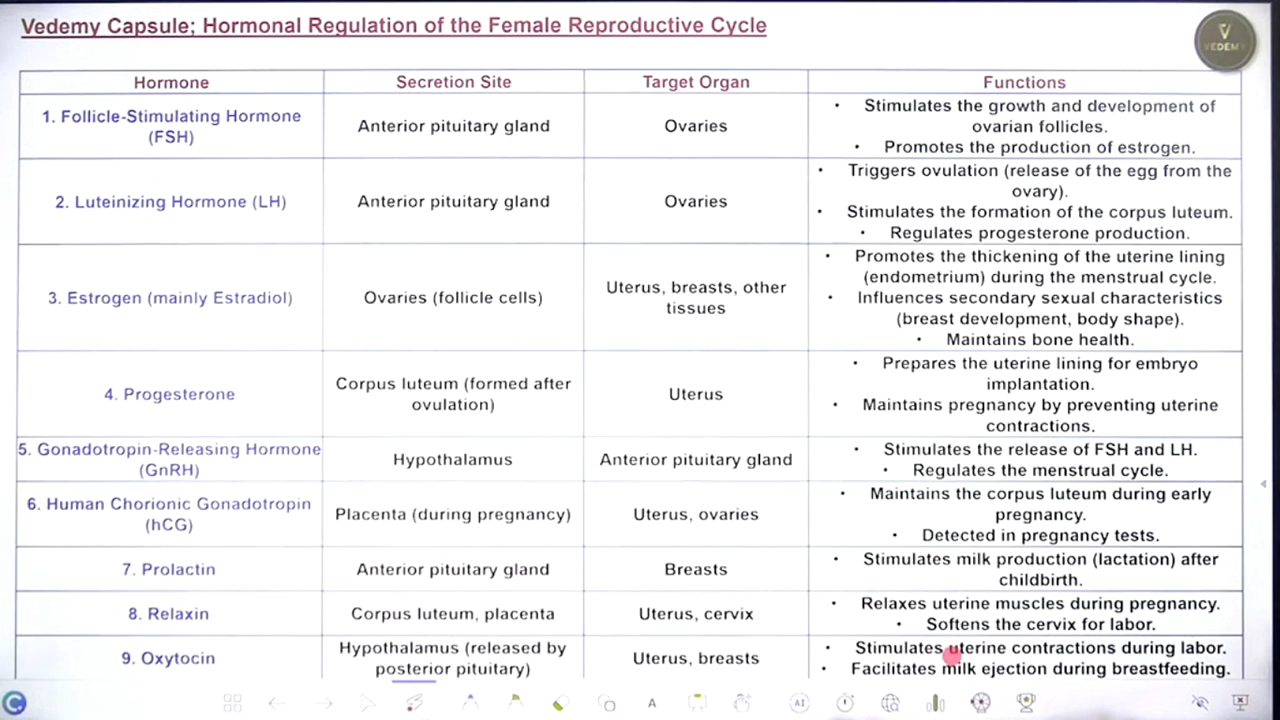 Vedemy Capsule; Hormonal Regulation of the Female Reproductive Cycle
V
VEDEMY
Hormone
Secretion Site
Target Organ
Functions
1. Follicle-Stimulating Hormone
(FSH)
Anterior pituitary gland
Ovaries
• Stimulates the growth and development of
ovarian follicles.
• Promotes the production of estrogen.
2. Luteinizing Hormone (LH)
Anterior pituitary gland
Ovaries
• Triggers ovulation (release of the egg from the
ovary).
• Stimulates the formation of the corpus luteum.
• Regulates progesterone production.
3. Estrogen (mainly Estradiol)
Ovaries (follicle cells)
Uterus, breasts, other
tissues
• Promotes the thickening of the uterine lining
(endometrium) during the menstrual cycle.
• Influences secondary sexual characteristics
(breast development, body shape).
• Maintains bone health.
4. Progesterone
Corpus luteum (formed after
ovulation)
Uterus
• Prepares the uterine lining for embryo
implantation.
• Maintains pregnancy by preventing uterine
contractions.
5. Gonadotropin-Releasing Hormone
(GnRH)
Hypothalamus
Anterior pituitary gland
• Stimulates the release of FSH and LH.
• Regulates the menstrual cycle.
6. Human Chorionic Gonadotropin
(hCG)
Placenta (during pregnancy)
Uterus, ovaries
• Maintains the corpus luteum during early
pregnancy.
• Detected in pregnancy tests.
7. Prolactin
Anterior pituitary gland
Breasts
• Stimulates milk production (lactation) after
childbirth.
8. Relaxin
Corpus luteum, placenta
Uterus, cervix
• Relaxes uterine muscles during pregnancy.
• Softens the cervix for labor.
9. Oxytocin
Hypothalamus (released by
posterior pituitary)
Uterus, breasts
• Stimulates uterine contractions during labor.
• Facilitates milk ejection during breastfeeding.
A
AI